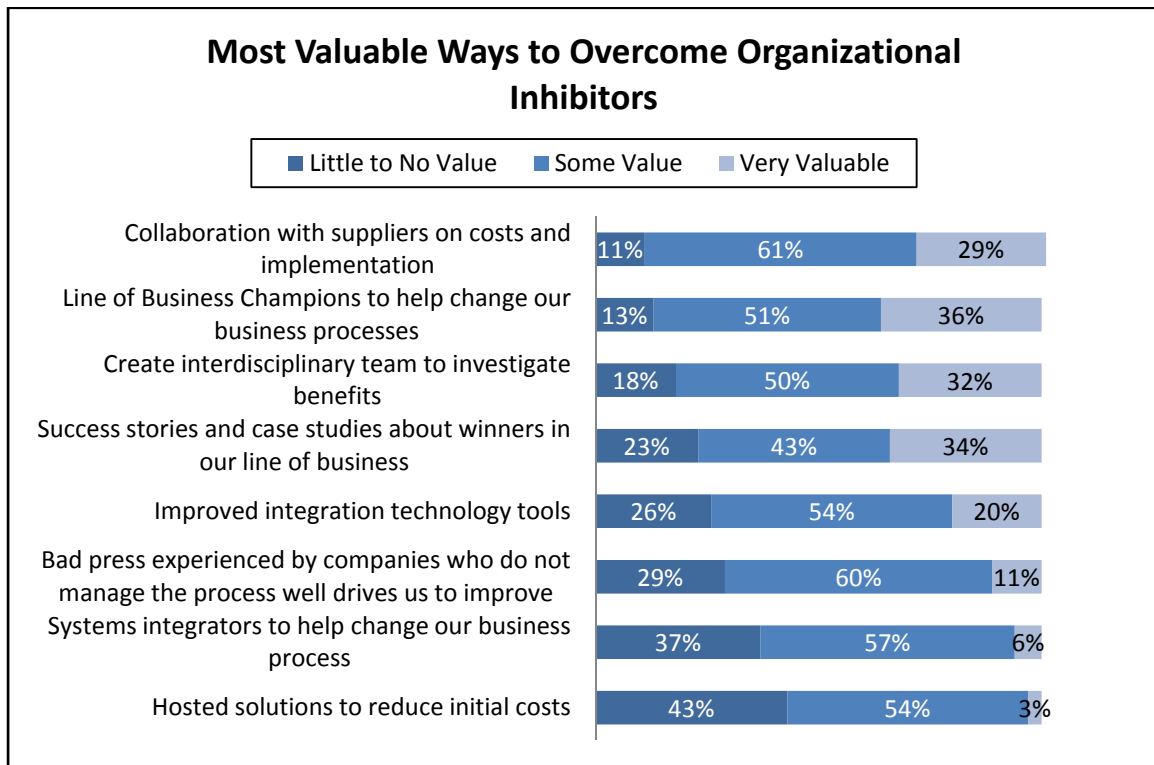 Most Valuable Ways to Overcome Organizational
Inhibitors
Little to No Value Some Value Very Valuable
Collaboration with suppliers on costs and
implementation
11% 61% 29%
Line of Business Champions to help change our
business processes
13% 51% 36%
Create interdisciplinary team to investigate
benefits
18% 50% 32%
Success stories and case studies about winners in
our line of business
23% 43% 34%
Improved integration technology tools
26% 54% 20%
Bad press experienced by companies who do not
manage the process well drives us to improve
29% 60% 11%
Systems integrators to help change our business
process
37% 57% 6%
Hosted solutions to reduce initial costs
43% 54% 3%